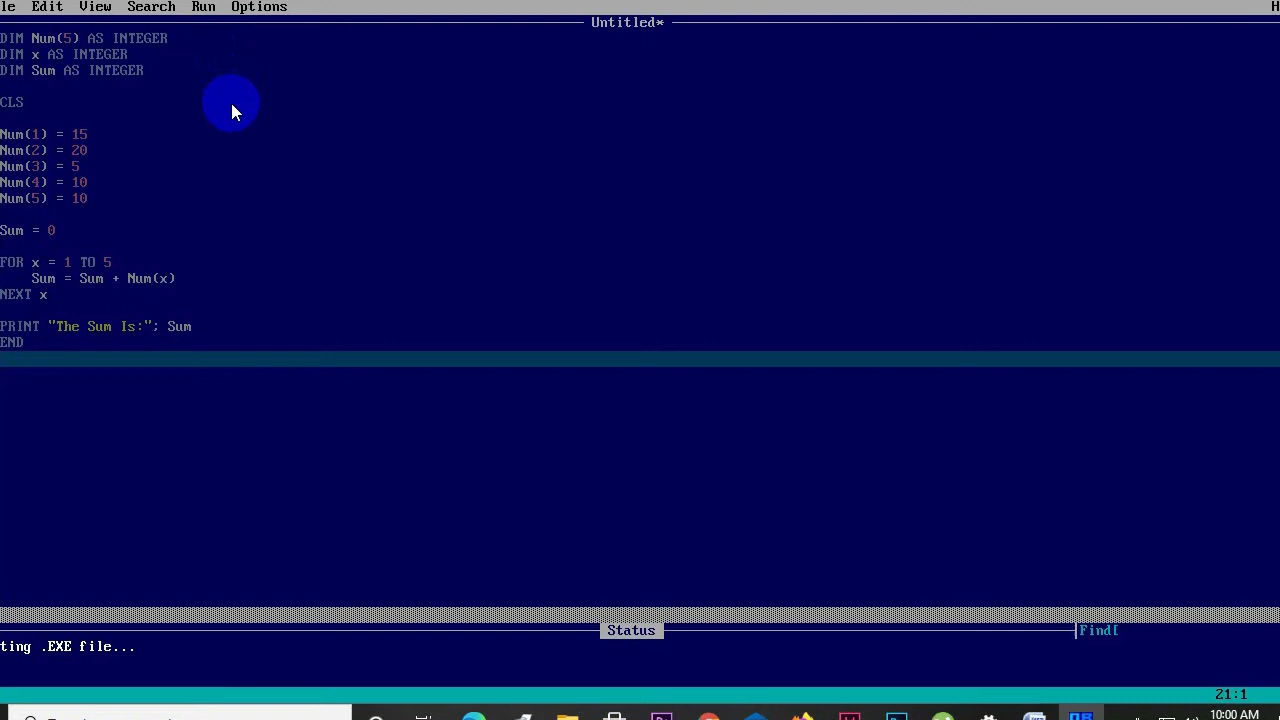 le Edit View Search Run Options H
Untitled*
DIM Num(5) AS INTEGER
DIM x AS INTEGER
DIM Sum AS INTEGER
CLS
Num(1) = 15
Num(2) = 20
Num(3) = 5
Num(4) = 10
Num(5) = 10
Sum = 0
FOR x = 1 TO 5
Sum = Sum + Num(x)
NEXT x
PRINT "The Sum Is:"; Sum
END
Status
Find[
ting .EXE file...
21:1
10:00 AM